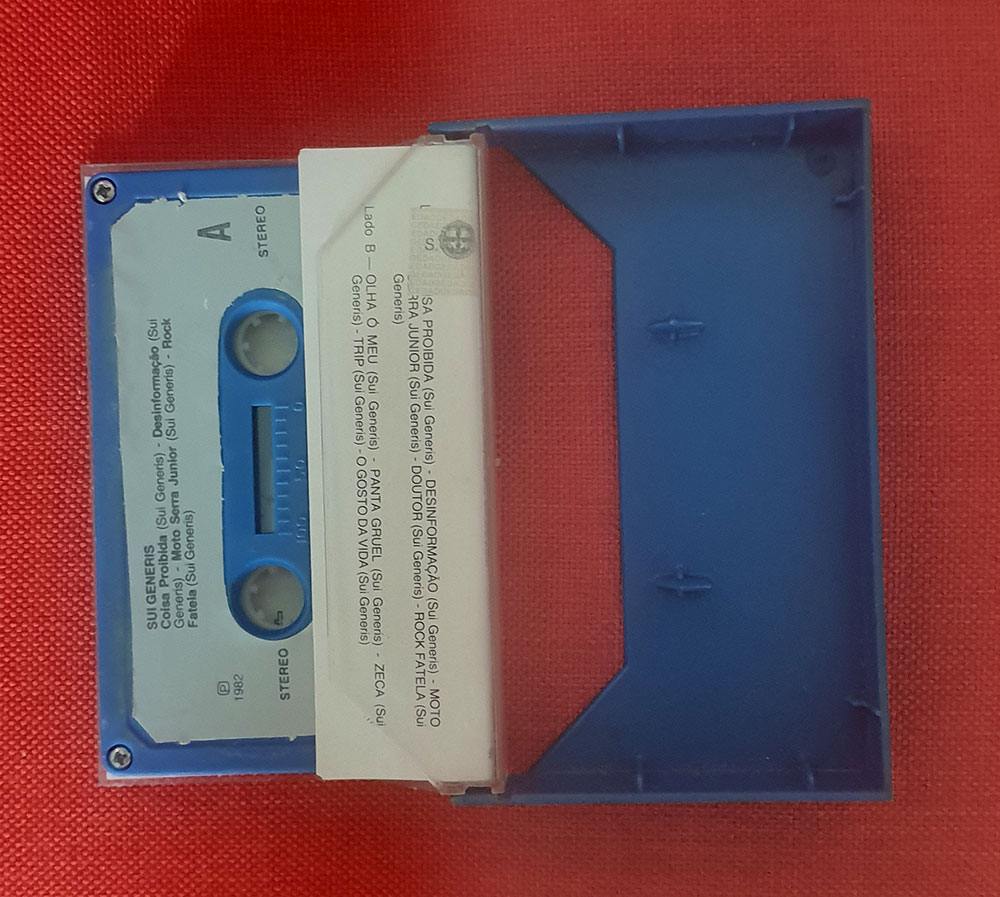 A
STEREO
SUI GENERIS
Coisa Proibida (Sui Generis) - Desinformação (Sui
Generis) - Moto Serra Junior (Sui Generis) - Rock
Fatela (Sui Generis)
P 1982
STEREO
0 50 100
L
S.
SA PROIBIDA (Sui Generis) - DESINFORMAÇÃO (Sui Generis) - MOTO
RRA JUNIOR (Sui Generis) - DOUTOR (Sui Generis) - ROCK FATELA (Sui
Generis)
Lado B — OLHA Ó MEU (Sui Generis) - PANTA GRUEL (Sui Generis) - ZECA (Sui
Generis) - TRIP (Sui Generis) - O GOSTO DA VIDA (Sui Generis)